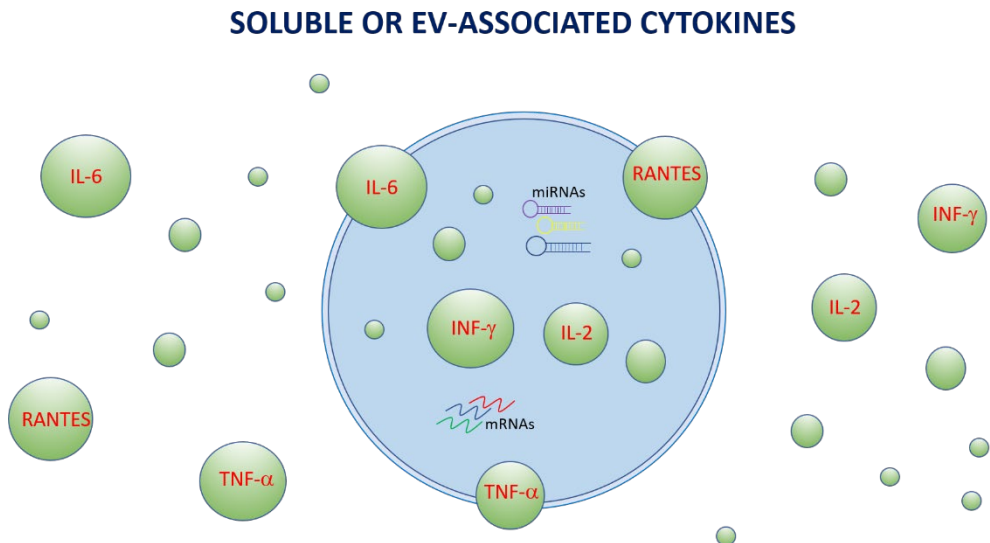 SOLUBLE OR EV-ASSOCIATED CYTOKINES
IL-6
IL-6
RANTES
miRNAs
INF-γ
IL-2
INF-γ
IL-2
RANTES
mRNAs
TNF-α
TNF-α